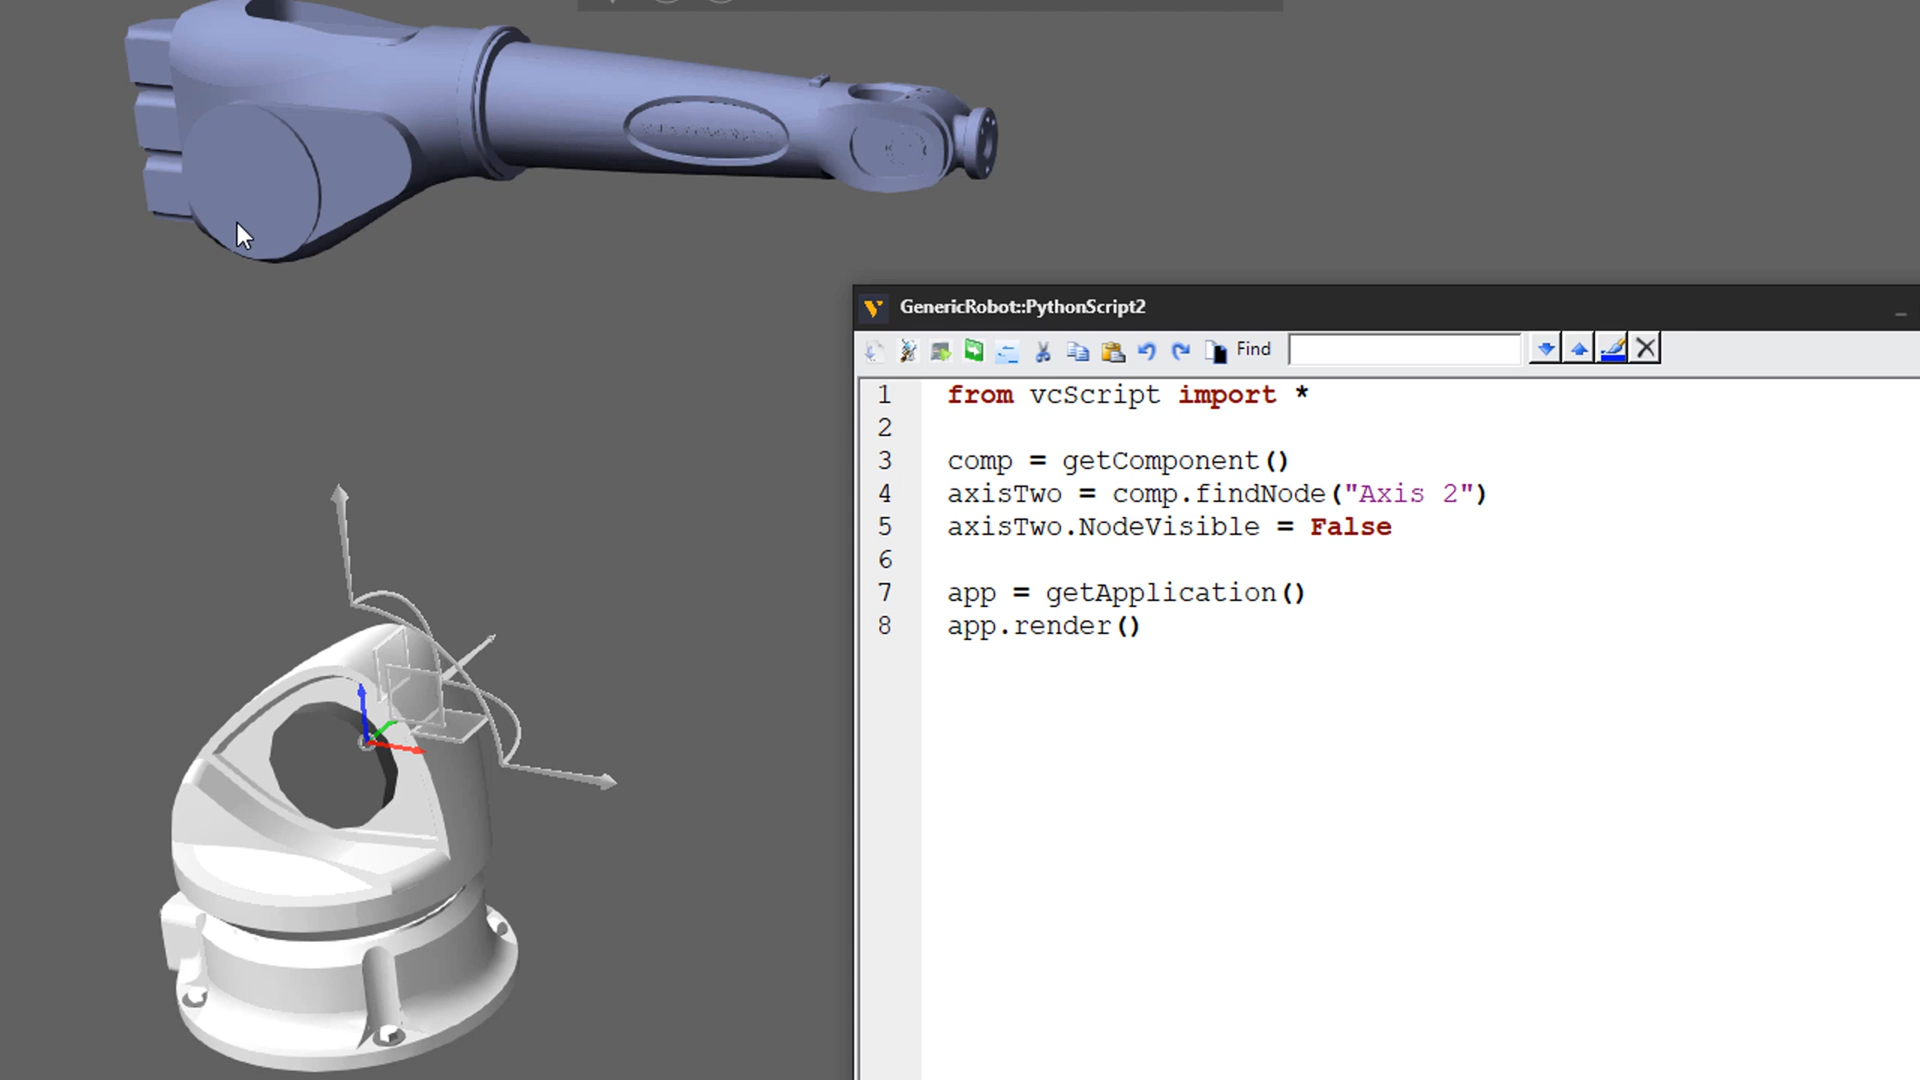 GenericRobot::PythonScript2
Find
1 from vcScript import *
2
3 comp = getComponent()
4 axisTwo = comp.findNode("Axis 2")
5 axisTwo.NodeVisible = False
6
7 app = getApplication()
8 app.render()